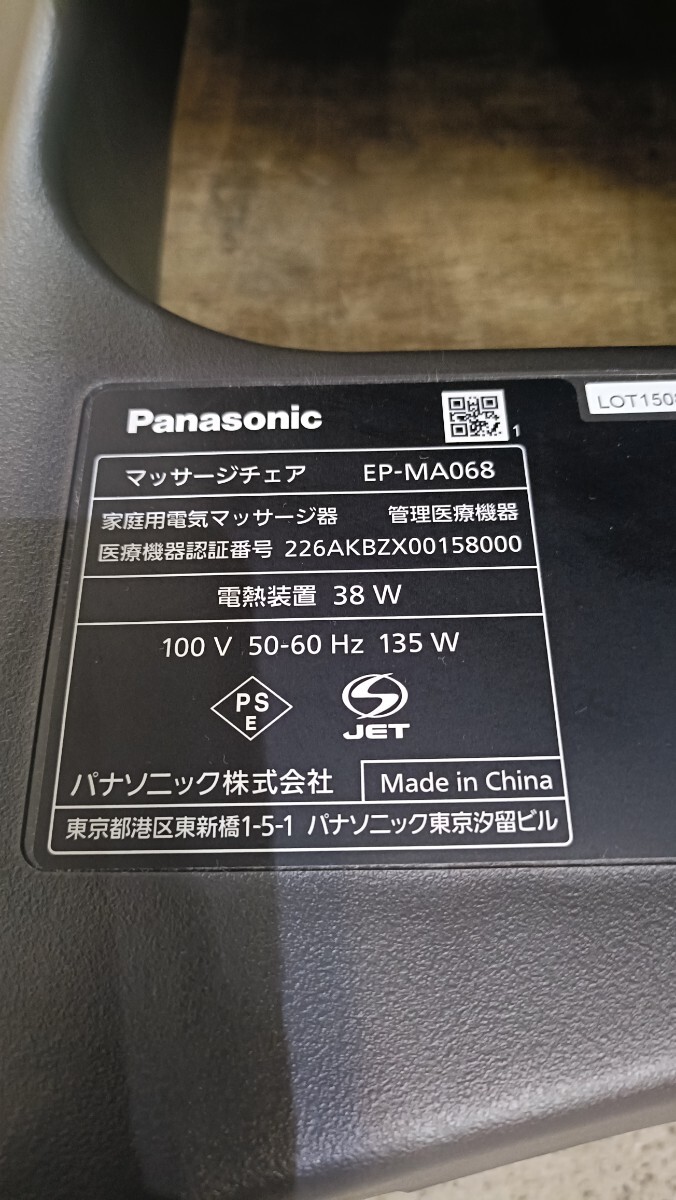 Panasonic
1
LOT1508
マッサージチェア EP-MA068
家庭用電気マッサージ器 管理医療機器
医療機器認証番号 226AKBZX00158000
電熱装置 38 W
100 V 50-60 Hz 135 W
PS
E
JET
パナソニック株式会社 Made in China
東京都港区東新橋1-5-1 パナソニック東京汐留ビル